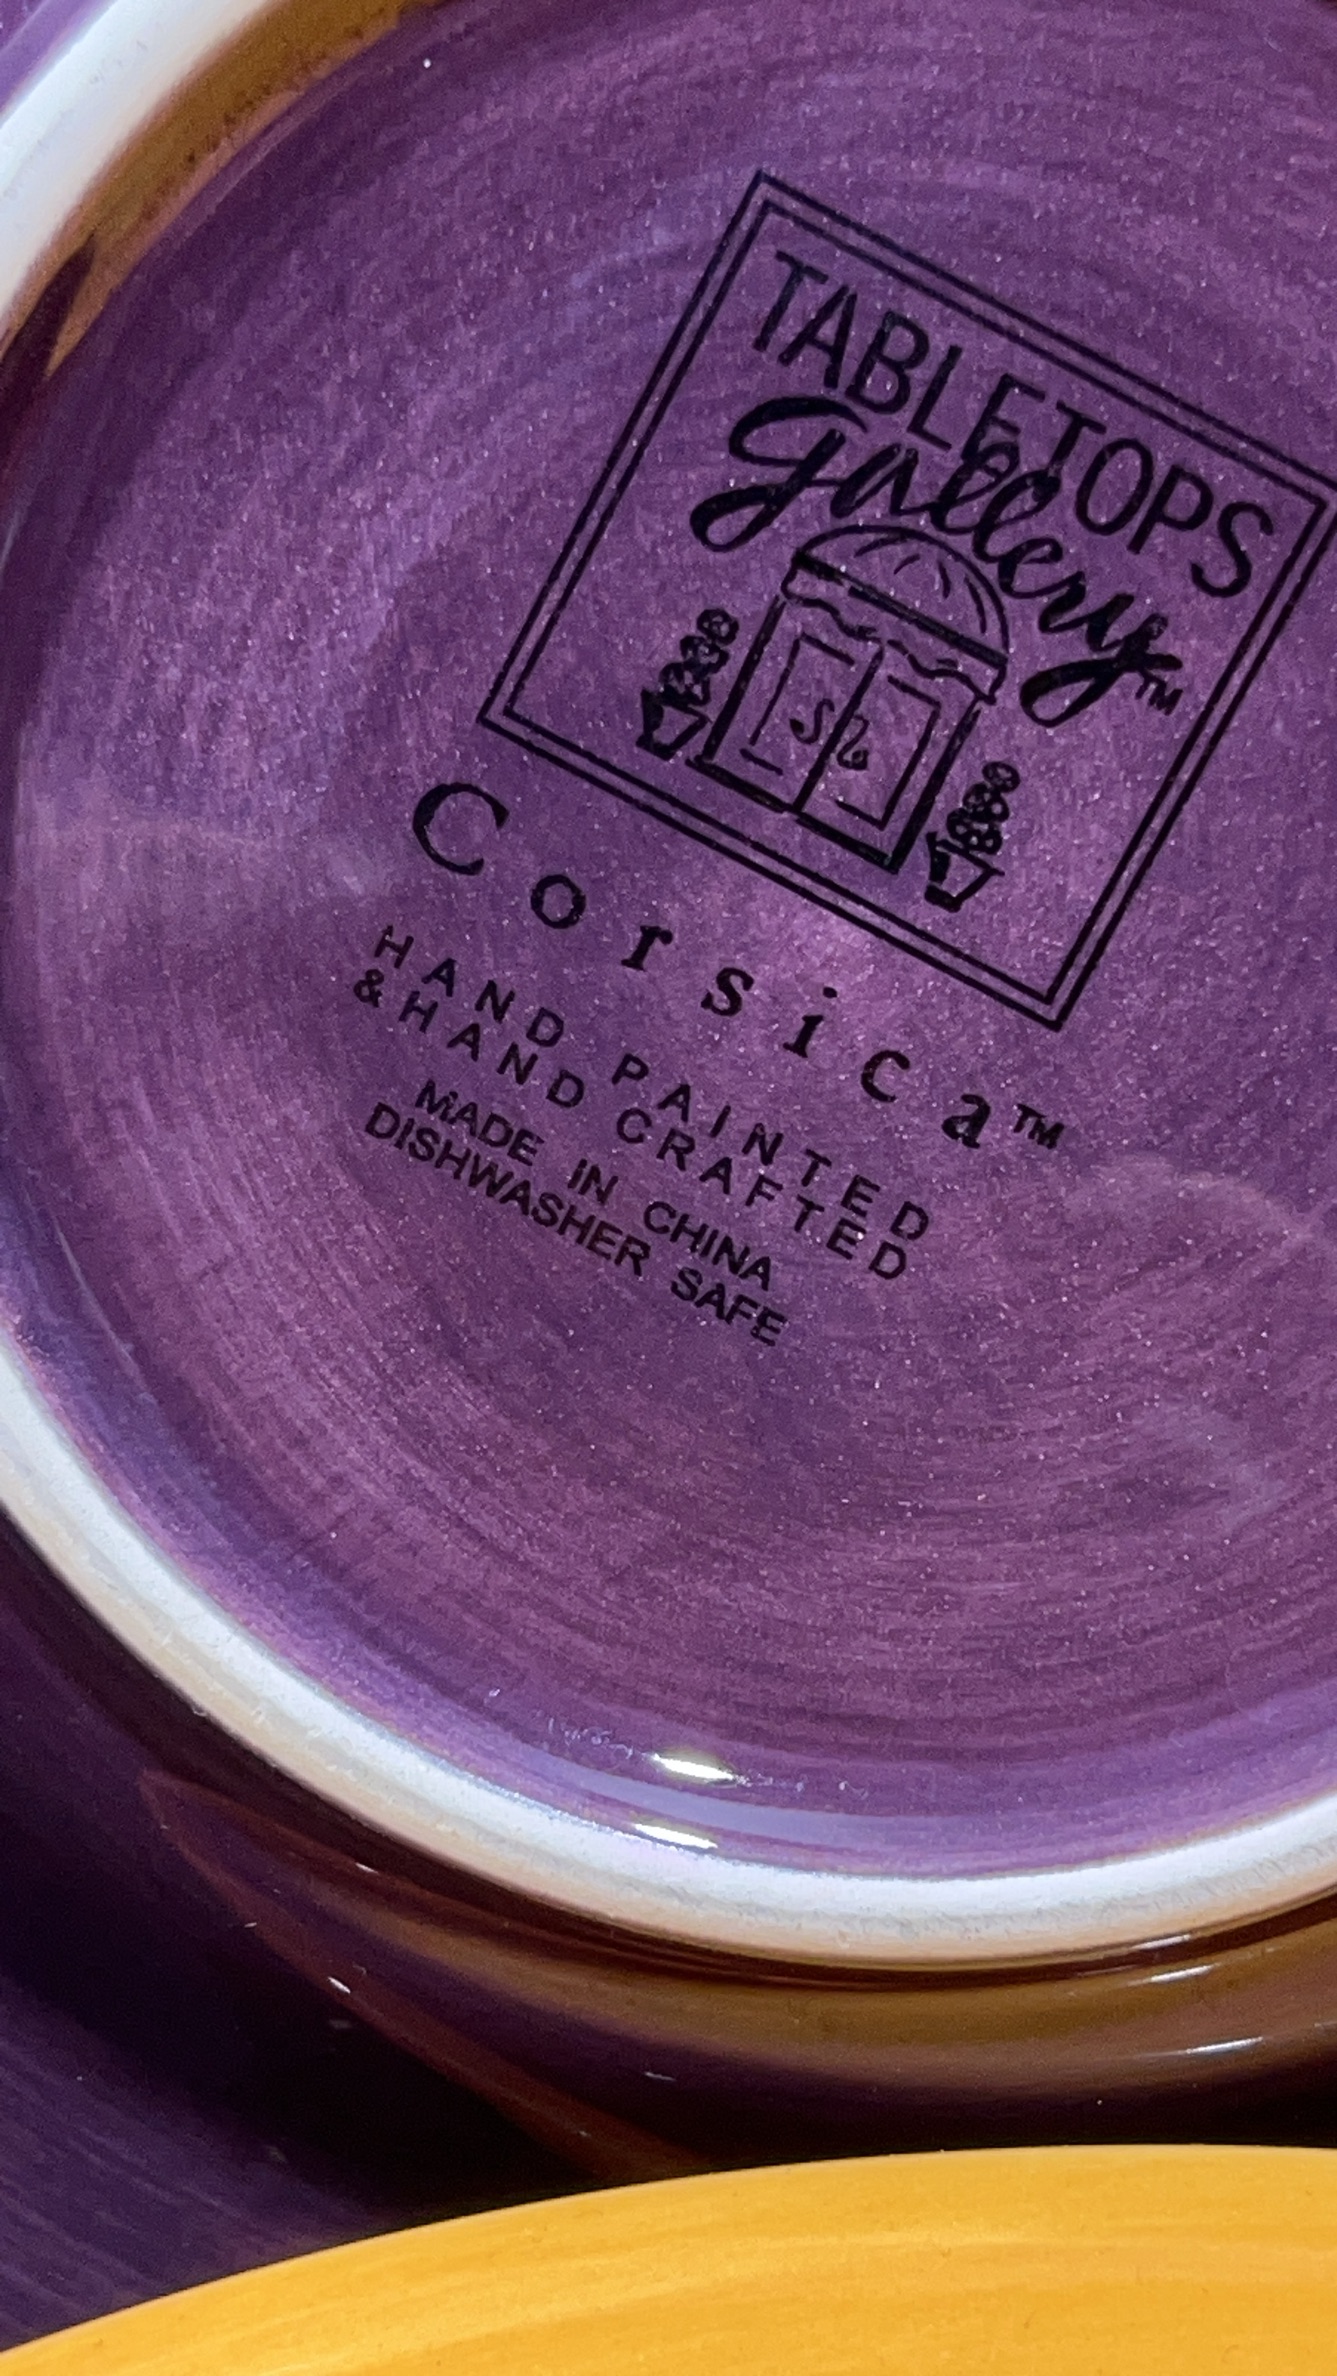 TABLETOPS
gallery™
Corsica™
HAND PAINTED
& HAND CRAFTED
MADE IN CHINA
DISHWASHER SAFE